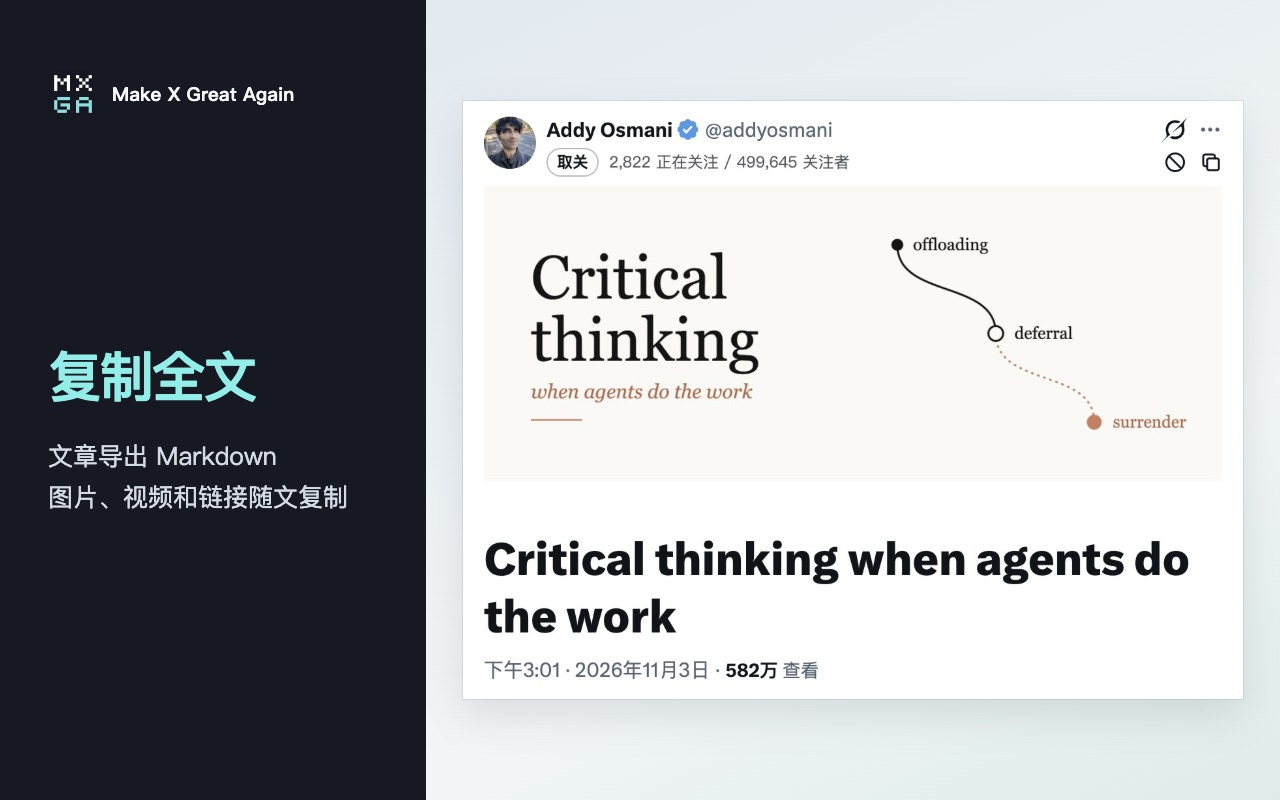 MX
GA
Make X Great Again
复制全文
文章导出 Markdown
图片、视频和链接随文复制
Addy Osmani @addyosmani
取关 2,822 正在关注 / 499,645 关注者
Critical
thinking
when agents do the work
offloading
deferral
surrender
Critical thinking when agents do
the work
下午3:01 · 2026年11月3日 · 582万 查看